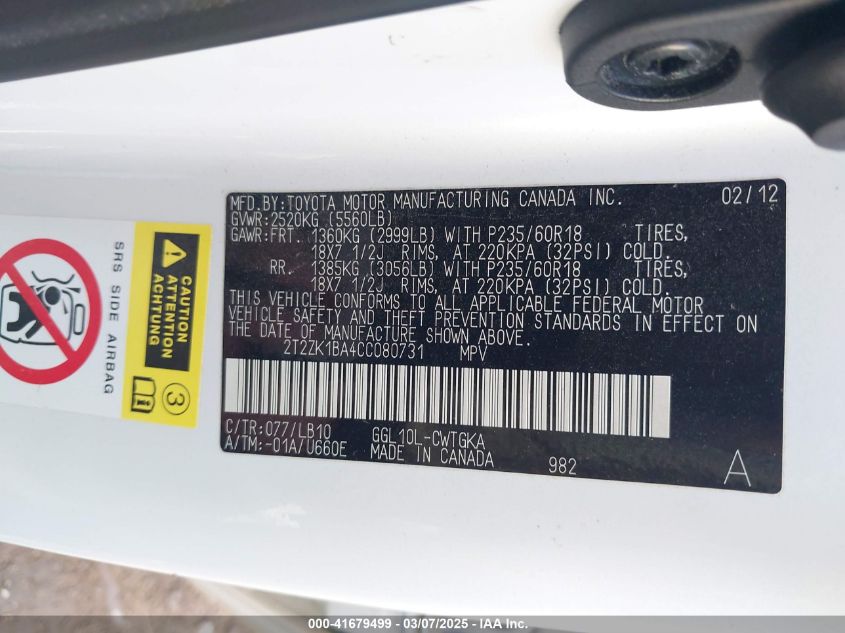 MFD.BY:TOYOTA MOTOR MANUFACTURING CANADA INC. 02/12
GVWR:2520KG (5560LB)
GAWR:FRT. 1360KG (2999LB) WITH P235/60R18 TIRES,
18X7 1/2J RIMS, AT 220KPA (32PSI) COLD.
RR. 1385KG (3056LB) WITH P235/60R18 TIRES,
18X7 1/2J RIMS, AT 220KPA (32PSI) COLD.
THIS VEHICLE CONFORMS TO ALL APPLICABLE FEDERAL MOTOR
VEHICLE SAFETY AND THEFT PREVENTION STANDARDS IN EFFECT ON
THE DATE OF MANUFACTURE SHOWN ABOVE.
2T2ZK1BA4CC080731 MPV
C/TR:077/LB10 GGL10L-CWTGKA
A/TM:-01A/U660E MADE IN CANADA 982 A
SRS SIDE AIRBAG
CAUTION
ATTENTION
ACHTUNG
3
000-41679499 — 03/07/2025 — IAA Inc.